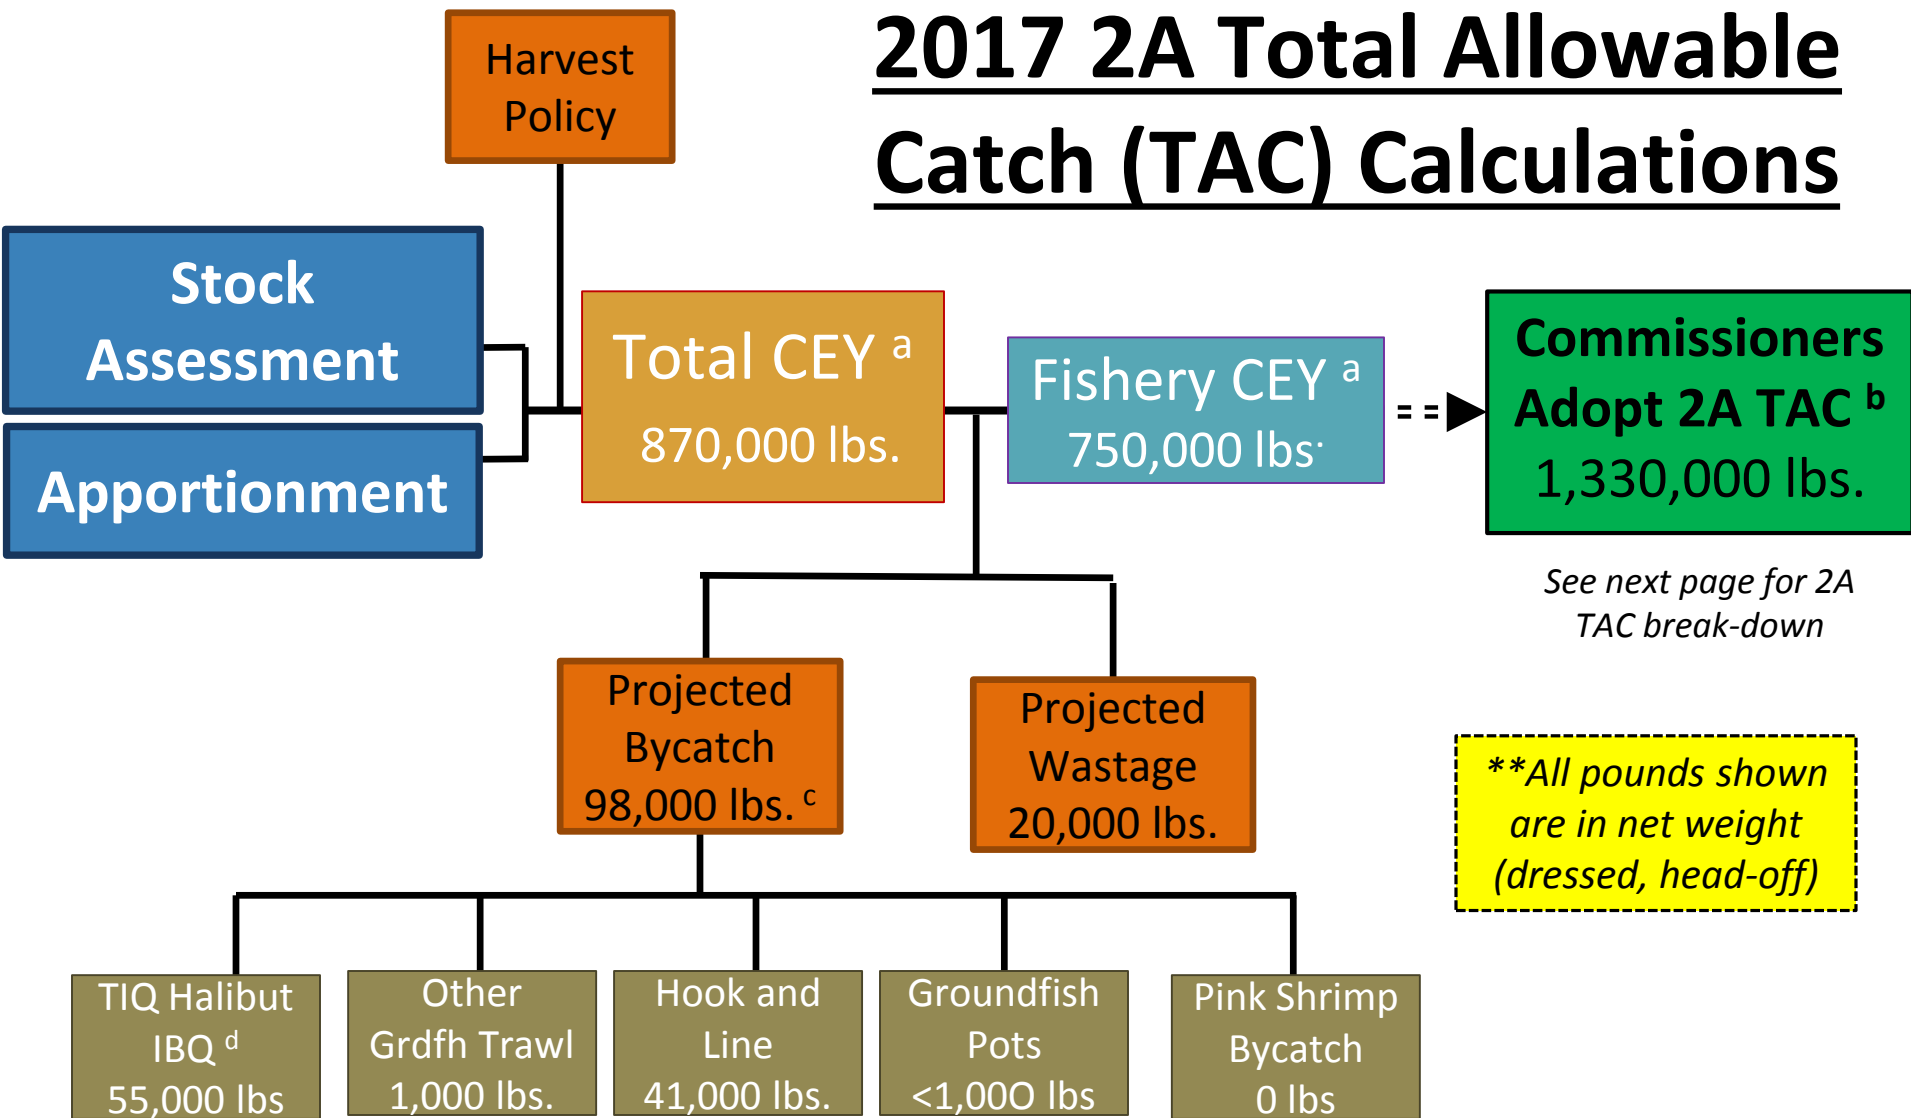 2017 2A Total Allowable
Catch (TAC) Calculations
Harvest
Policy
Stock
Assessment
Apportionment
Total CEY a
870,000 lbs.
Fishery CEY a
750,000 lbs.
Commissioners
Adopt 2A TAC b
1,330,000 lbs.
See next page for 2A
TAC break-down
Projected
Bycatch
98,000 lbs. c
Projected
Wastage
20,000 lbs.
**All pounds shown
are in net weight
(dressed, head-off)
TIQ Halibut
IBQ d
55,000 lbs
Other
Grdfh Trawl
1,000 lbs.
Hook and
Line
41,000 lbs.
Groundfish
Pots
<1,00O lbs
Pink Shrimp
Bycatch
0 lbs